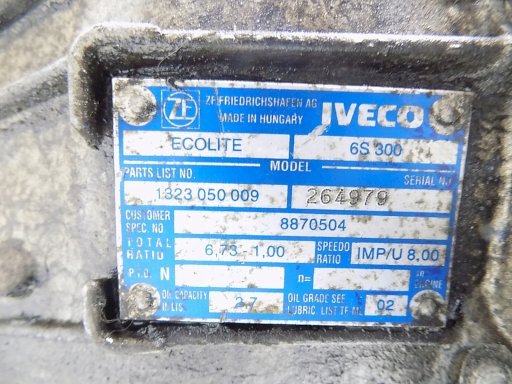 ZF ZF FRIEDRICHSHAFEN AG IVECO
MADE IN HUNGARY
ECOLITE 6S 300
MODEL
PARTS LIST NO. SERIAL NO
1323 050 009 264979
CUSTOMER SPEC NO. 8870504
TOTAL RATIO 6,73-1,00 SPEEDO RATIO IMP/U 8,00
P.T.O. N n= ENGINE
OIL CAPACITY IN LTS. OIL GRADE SEE LUBRIC. LIST TE-ML 02